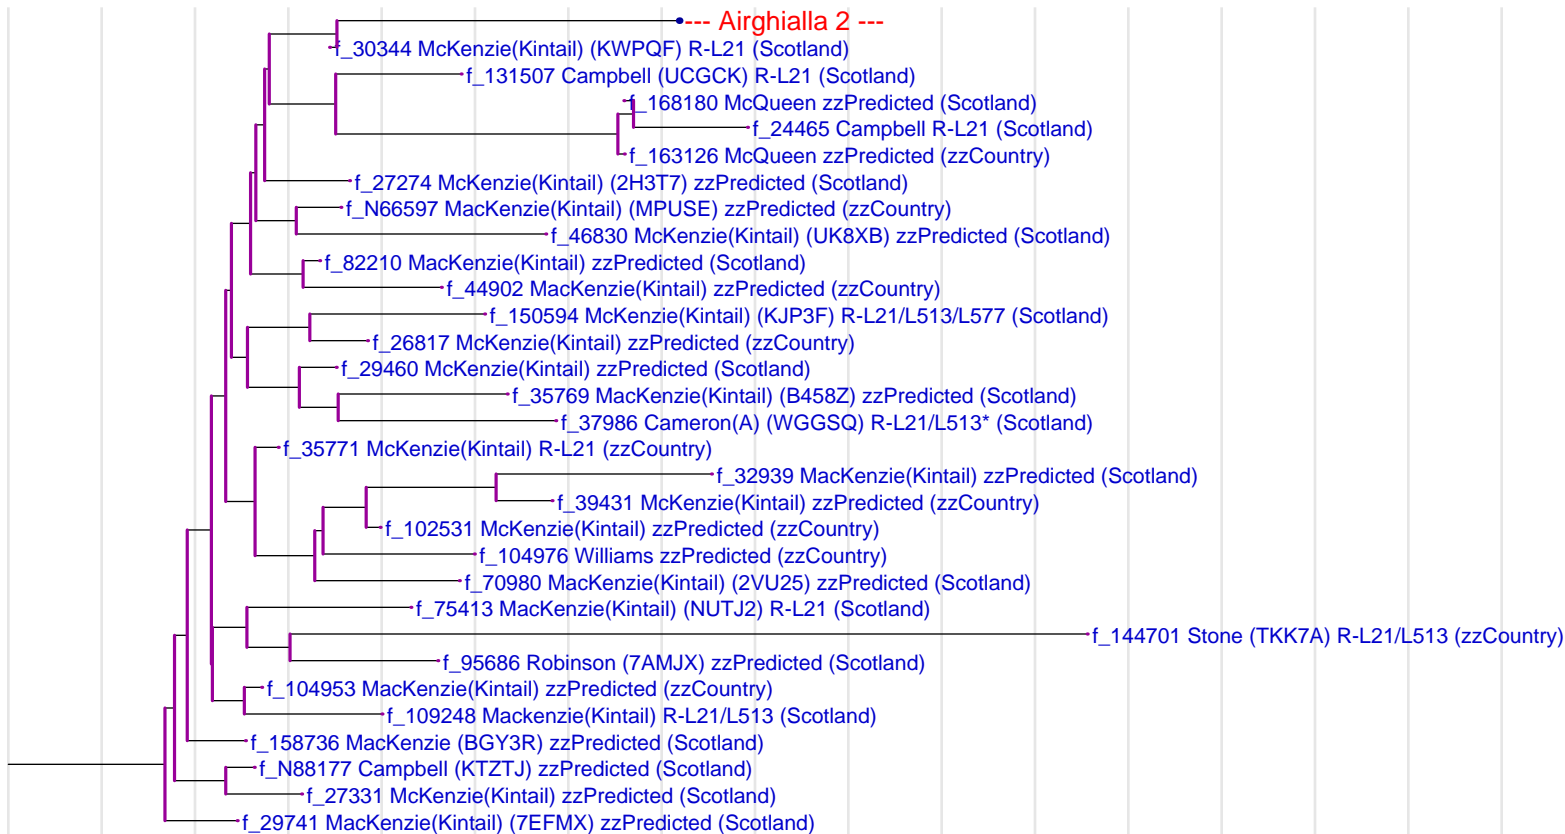 --- Airghialla 2 ---
f_30344 McKenzie(Kintail) (KWPQF) R-L21 (Scotland)
f_131507 Campbell (UCGCK) R-L21 (Scotland)
f_168180 McQueen zzPredicted (Scotland)
f_24465 Campbell R-L21 (Scotland)
f_163126 McQueen zzPredicted (zzCountry)
f_27274 McKenzie(Kintail) (2H3T7) zzPredicted (Scotland)
f_N66597 MacKenzie(Kintail) (MPUSE) zzPredicted (zzCountry)
f_46830 McKenzie(Kintail) (UK8XB) zzPredicted (Scotland)
f_82210 MacKenzie(Kintail) zzPredicted (Scotland)
f_44902 MacKenzie(Kintail) zzPredicted (zzCountry)
f_150594 McKenzie(Kintail) (KJP3F) R-L21/L513/L577 (Scotland)
f_26817 McKenzie(Kintail) zzPredicted (zzCountry)
f_29460 McKenzie(Kintail) zzPredicted (Scotland)
f_35769 MacKenzie(Kintail) (B458Z) zzPredicted (Scotland)
f_37986 Cameron(A) (WGGSQ) R-L21/L513* (Scotland)
f_35771 McKenzie(Kintail) R-L21 (zzCountry)
f_32939 MacKenzie(Kintail) zzPredicted (Scotland)
f_39431 McKenzie(Kintail) zzPredicted (zzCountry)
f_102531 McKenzie(Kintail) zzPredicted (zzCountry)
f_104976 Williams zzPredicted (zzCountry)
f_70980 MacKenzie(Kintail) (2VU25) zzPredicted (Scotland)
f_75413 MacKenzie(Kintail) (NUTJ2) R-L21 (Scotland)
f_144701 Stone (TKK7A) R-L21/L513 (zzCountry)
f_95686 Robinson (7AMJX) zzPredicted (Scotland)
f_104953 MacKenzie(Kintail) zzPredicted (zzCountry)
f_109248 Mackenzie(Kintail) R-L21/L513 (Scotland)
f_158736 MacKenzie (BGY3R) zzPredicted (Scotland)
f_N88177 Campbell (KTZTJ) zzPredicted (Scotland)
f_27331 McKenzie(Kintail) zzPredicted (Scotland)
f_29741 MacKenzie(Kintail) (7EFMX) zzPredicted (Scotland)